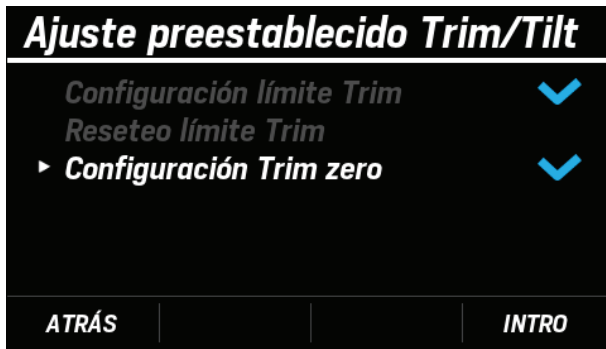 Ajuste preestablecido Trim/Tilt
Configuración límite Trim
Reseteo límite Trim
Configuración Trim zero
ATRÁS INTRO